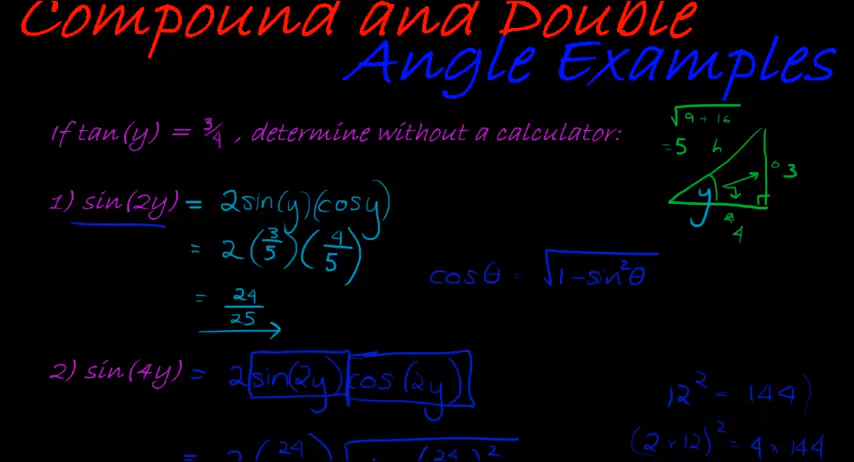 Compound and Double
Angle Examples
If tan(y) = 3/4 , determine without a calculator:
√9 + 16
= 5 h
o 3
y
a
4
1) sin(2y) = 2sin(y)(cosy)
= 2(3/5)(4/5)
= 24/25
cosθ = √1-sin²θ
2) sin(4y) = 2 sin(2y) cos(2y)
12² = 144
(2x12)² = 4 x 144